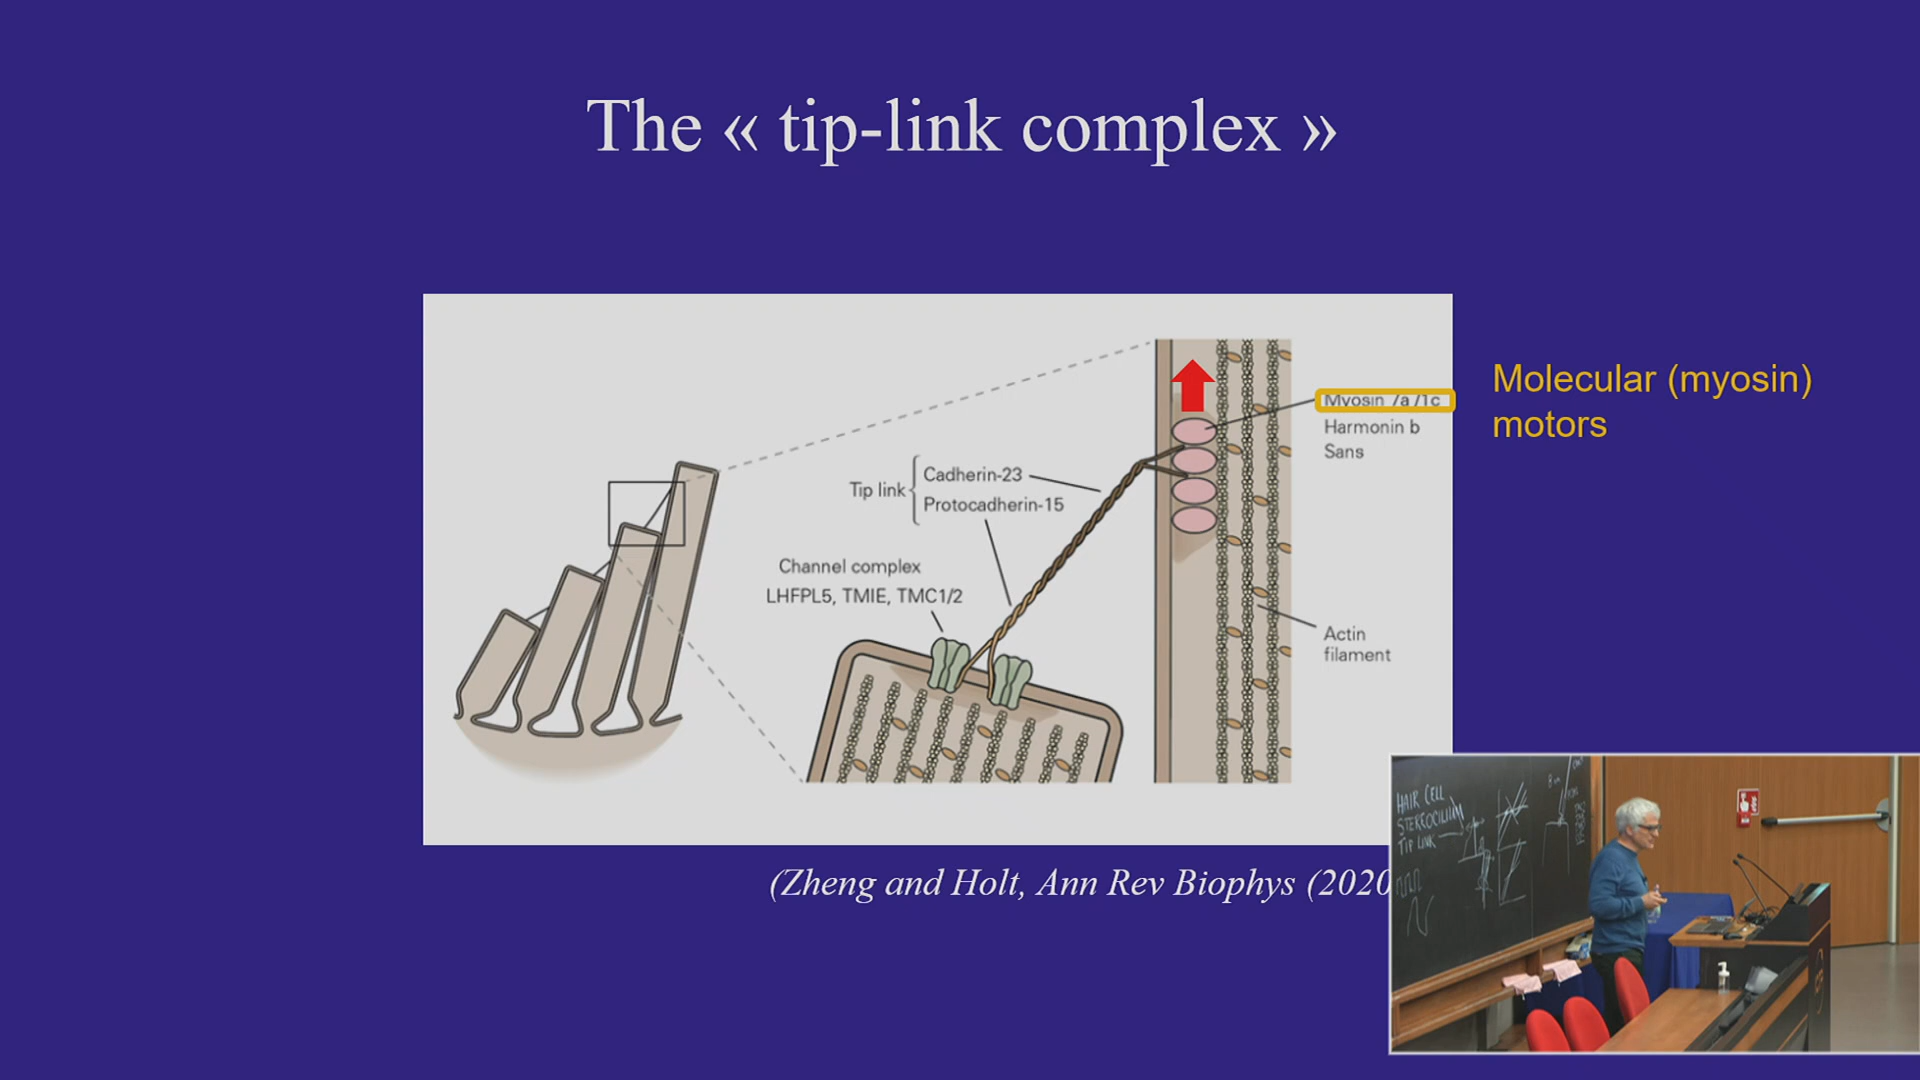 The « tip-link complex »
Myosin 7a/1c
Harmonin b
Sans
Molecular (myosin)
motors
Tip link
Cadherin-23
Protocadherin-15
Channel complex
LHFPL5, TMIE, TMC1/2
Actin
filament
(Zheng and Holt, Ann Rev Biophys (2020
HAIR CELL
STEREOCILIUM
TIP LINK